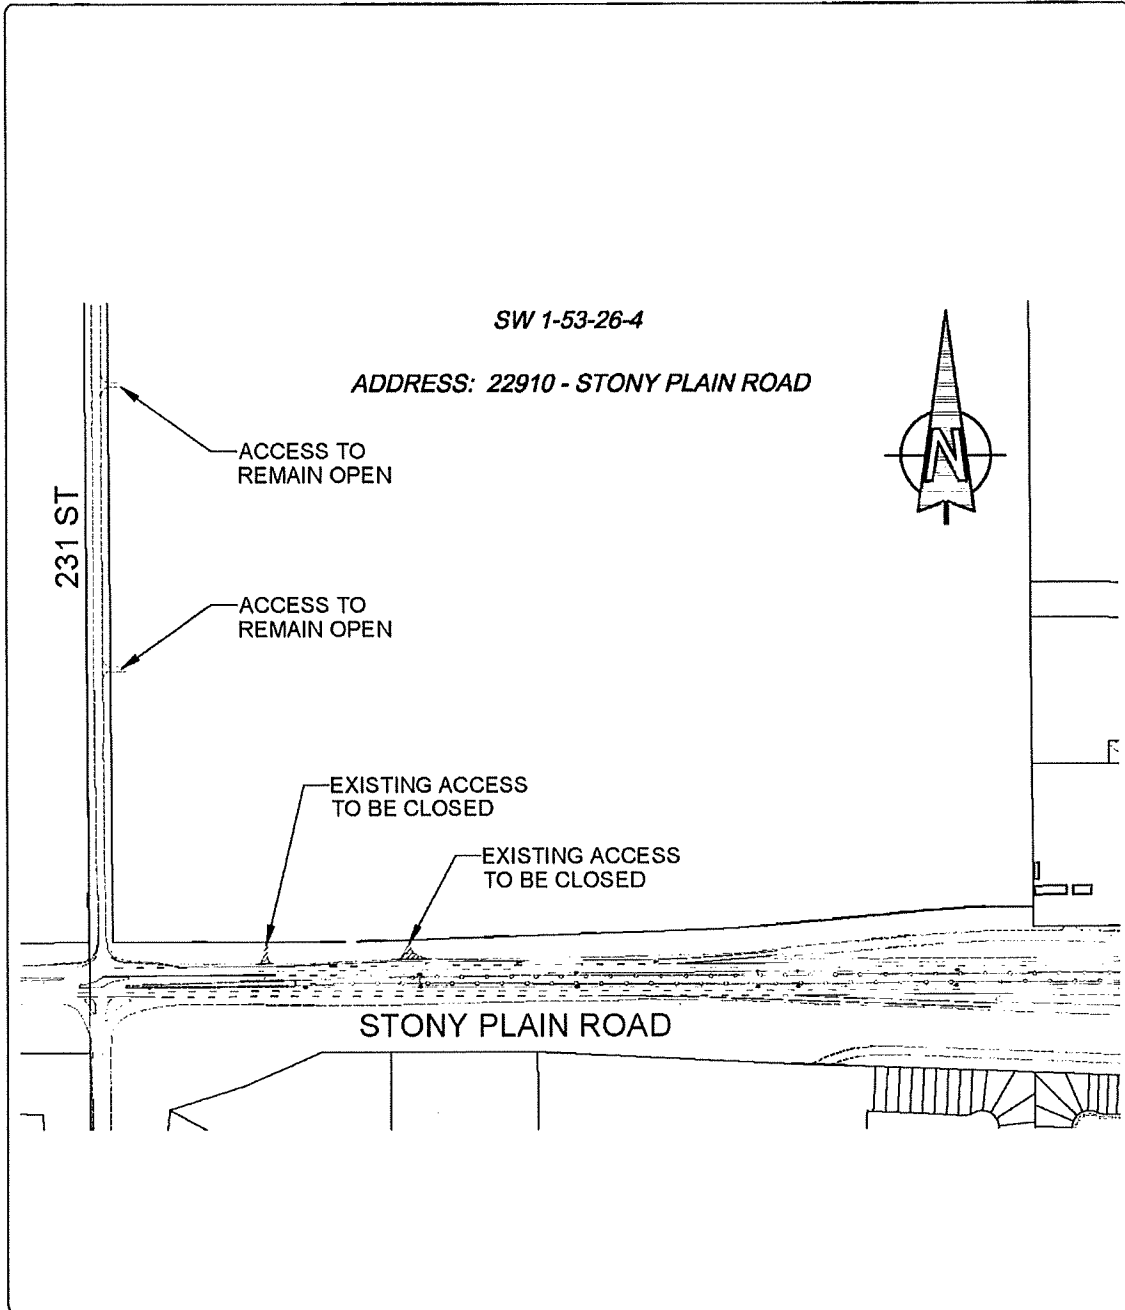 SW 1-53-26-4
ADDRESS: 22910 - STONY PLAIN ROAD
N
ACCESS TO
REMAIN OPEN
231 ST
ACCESS TO
REMAIN OPEN
EXISTING ACCESS
TO BE CLOSED
EXISTING ACCESS
TO BE CLOSED
STONY PLAIN ROAD